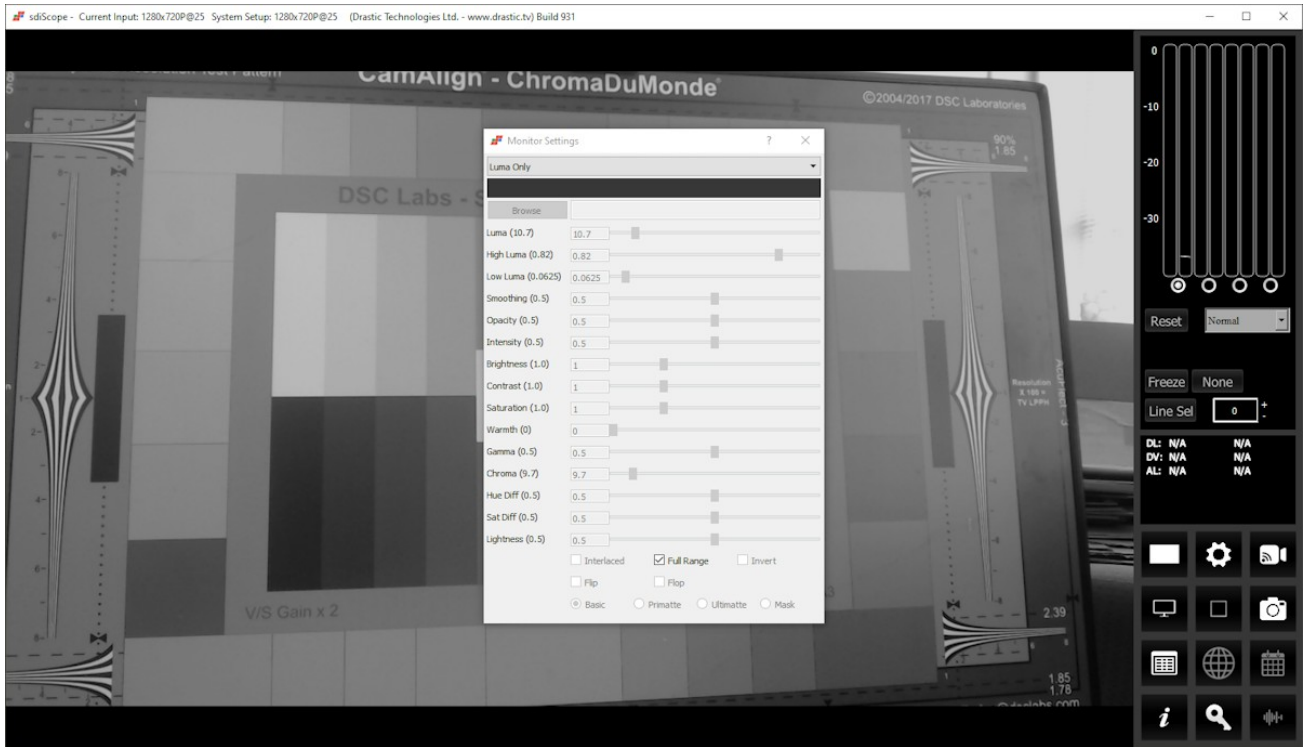 sdiScope - Current Input: 1280x720P@25 System Setup: 1280x720P@25 (Drastic Technologies Ltd. - www.drastic.tv) Build 931
CamAlign - ChromaDuMonde
©2004/2017 DSC Laboratories
90%
1.85
DSC Labs - S
V/S Gain x 2
Resolution
X 100 =
TV LPPH
2.39
1.85
1.78
Monitor Settings ?
Luma Only
Browse
Luma (10.7) 10.7
High Luma (0.82) 0.82
Low Luma (0.0625) 0.0625
Smoothing (0.5) 0.5
Opacity (0.5) 0.5
Intensity (0.5) 0.5
Brightness (1.0) 1
Contrast (1.0) 1
Saturation (1.0) 1
Warmth (0) 0
Gamma (0.5) 0.5
Chroma (9.7) 9.7
Hue Diff (0.5) 0.5
Sat Diff (0.5) 0.5
Lightness (0.5) 0.5
Interlaced Full Range Invert
Flip Flop
Basic Primatte Ultimatte Mask
0
-10
-20
-30
Reset Normal
Freeze None
Line Sel 0 + -
DL: N/A N/A
DV: N/A N/A
AL: N/A N/A